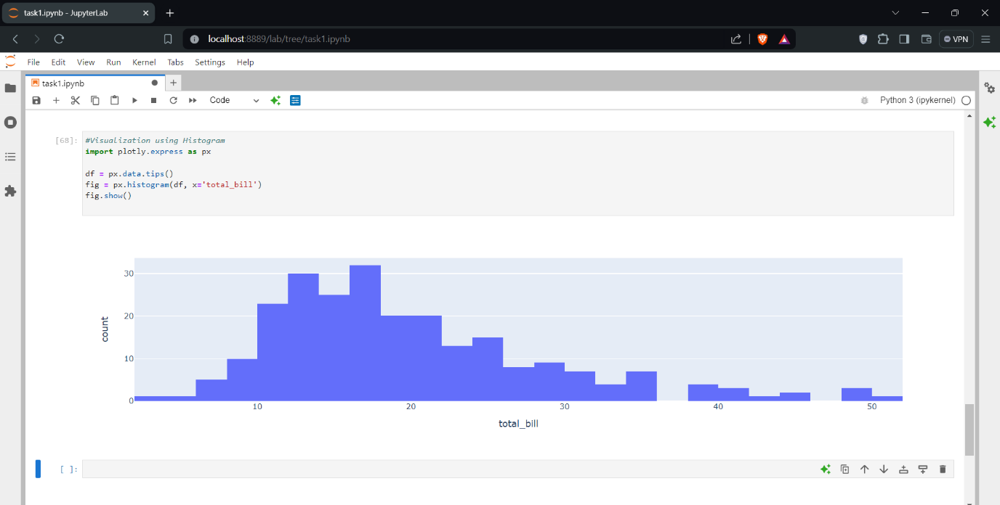 task1.ipynb - JupyterLab
localhost:8889/lab/tree/task1.ipynb
VPN
File Edit View Run Kernel Tabs Settings Help
task1.ipynb
Code
Python 3 (ipykernel)
[68]:
#Visualization using Histogram
import plotly.express as px
df = px.data.tips()
fig = px.histogram(df, x='total_bill')
fig.show()
30
20
10
0
count
10 20 30 40 50
total_bill
[ ]: